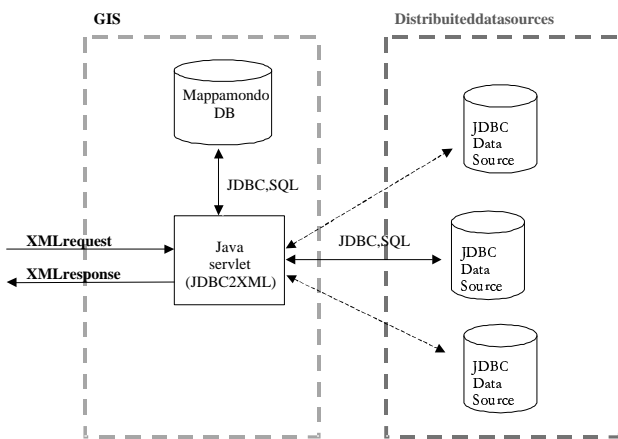 GIS
Distribuiteddatasources
Mappamondo
DB
JDBC
Data
Source
JDBC,SQL
XMLrequest
Java
servlet
(JDBC2XML)
JDBC,SQL
JDBC
Data
Source
XMLresponse
JDBC
Data
Source